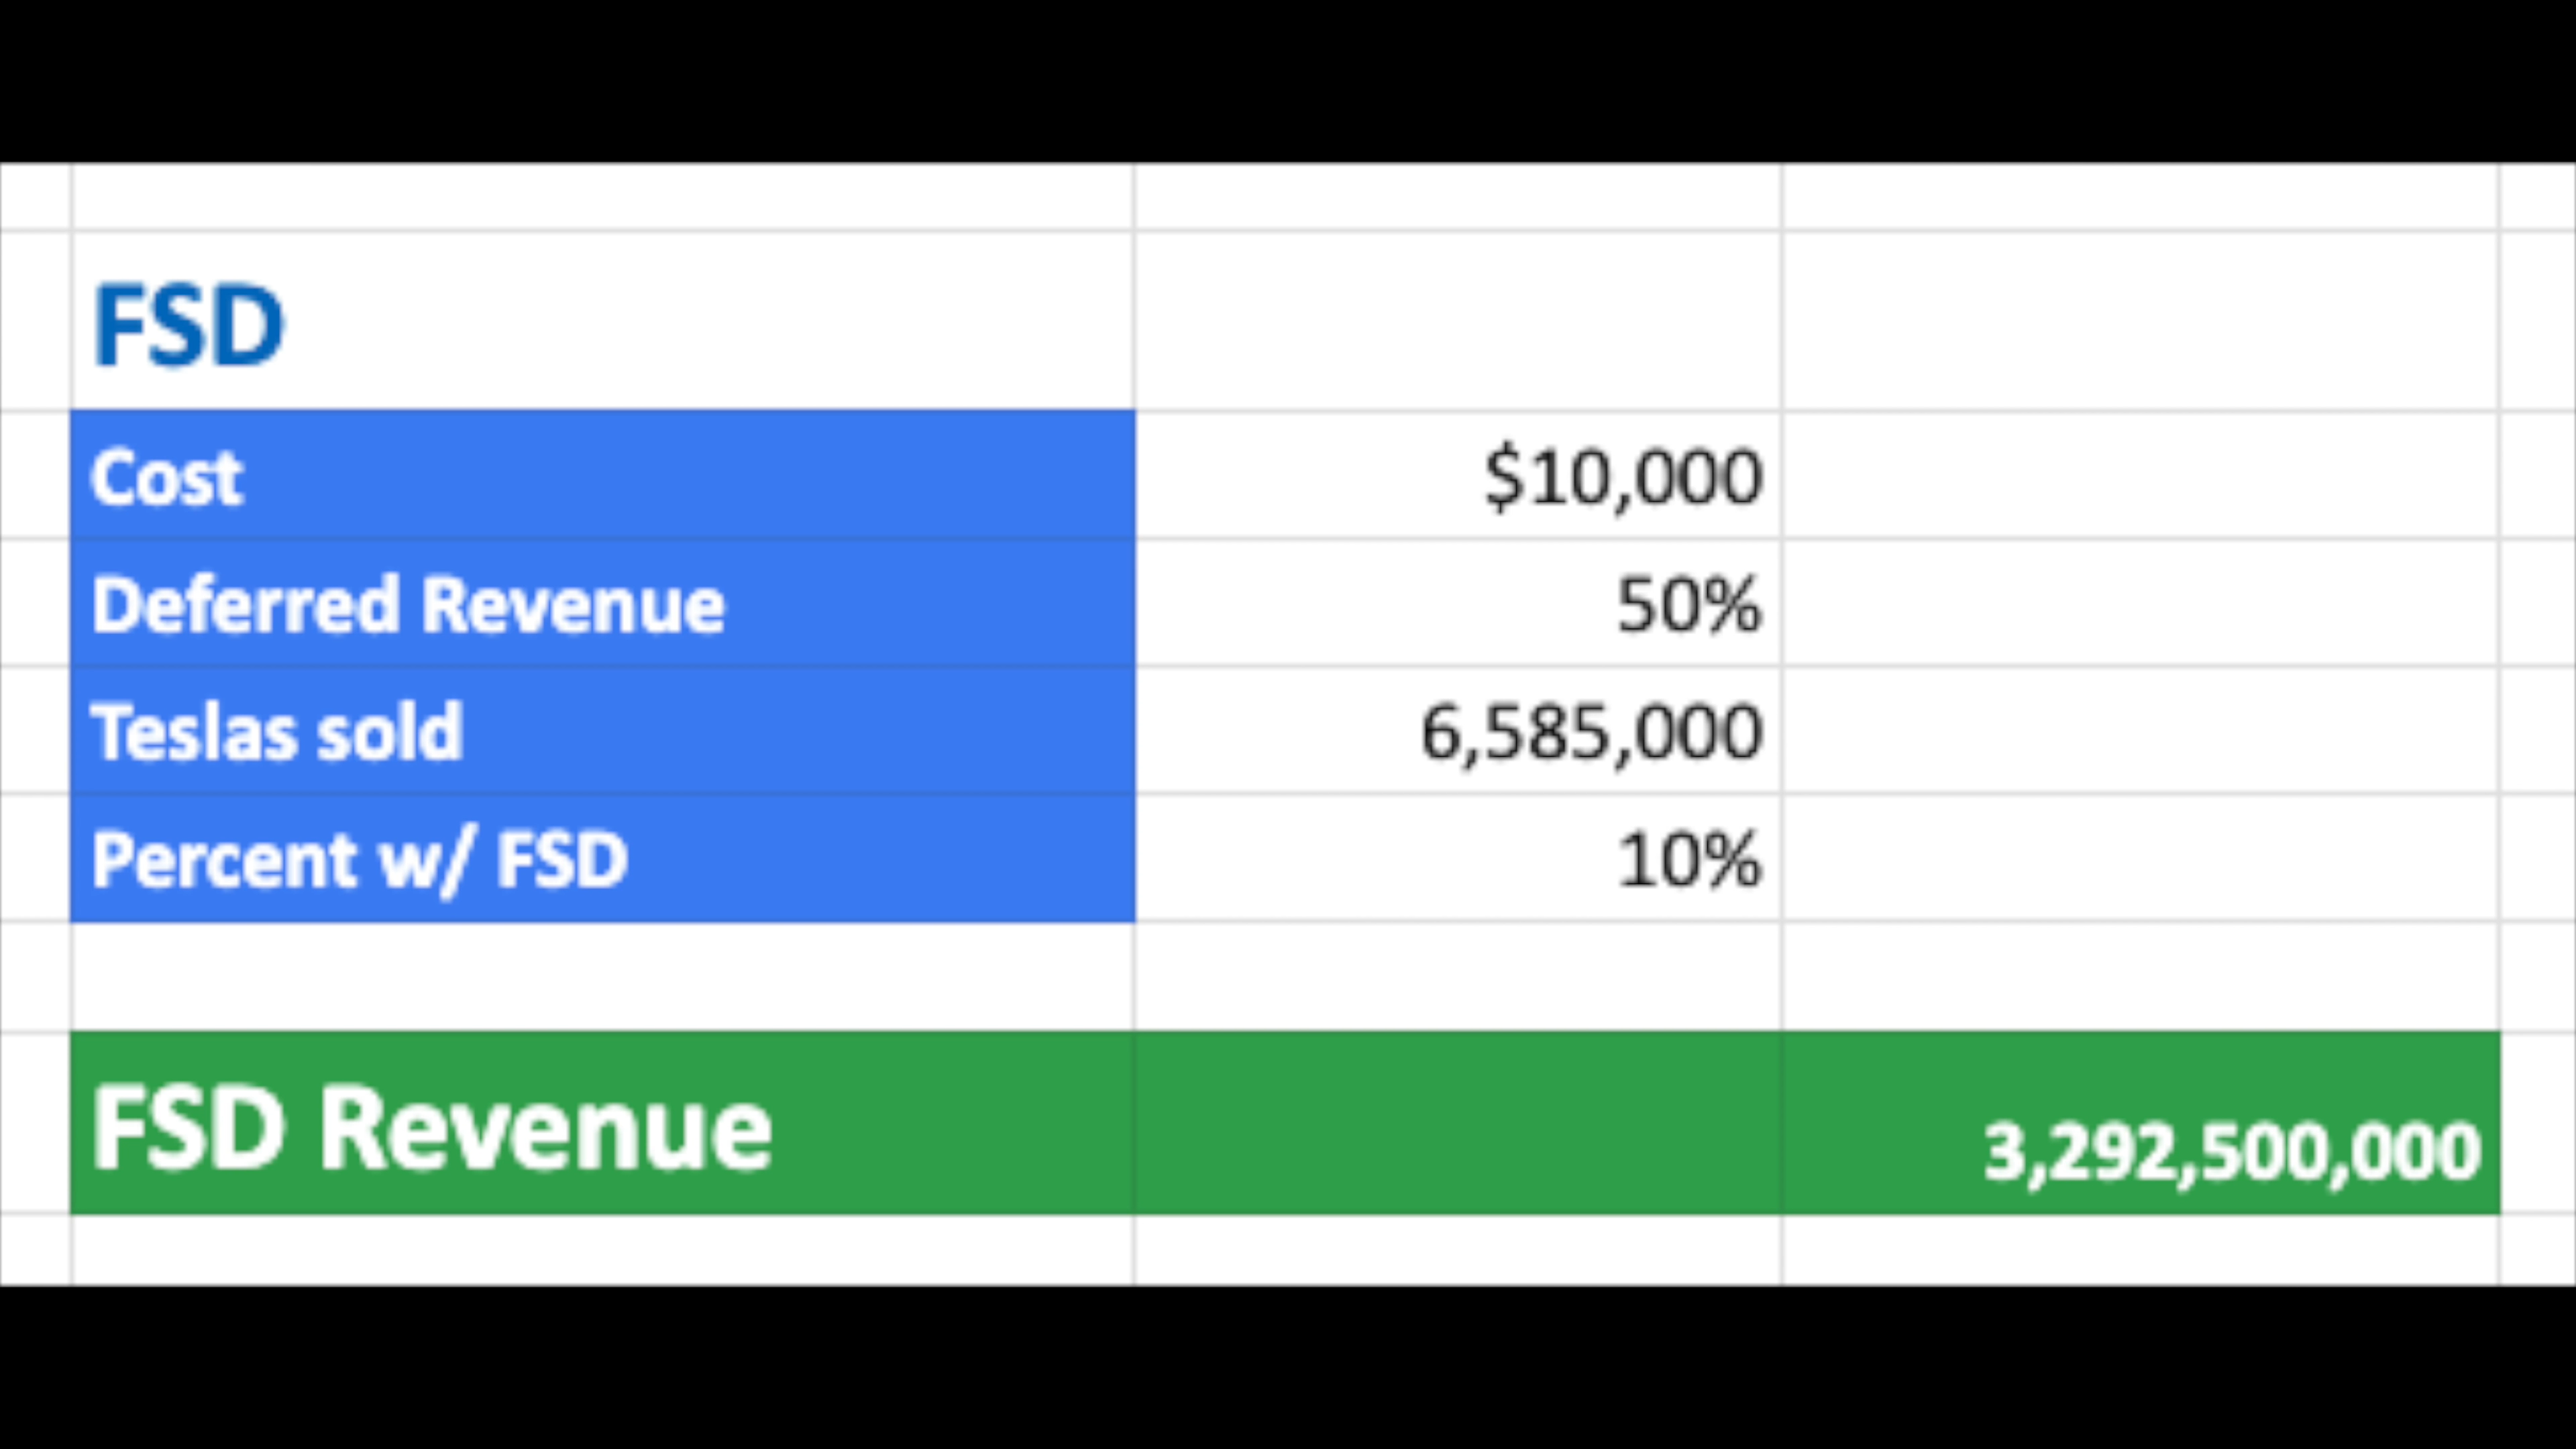 FSD
Cost $10,000
Deferred Revenue 50%
Teslas sold 6,585,000
Percent w/ FSD 10%
FSD Revenue 3,292,500,000